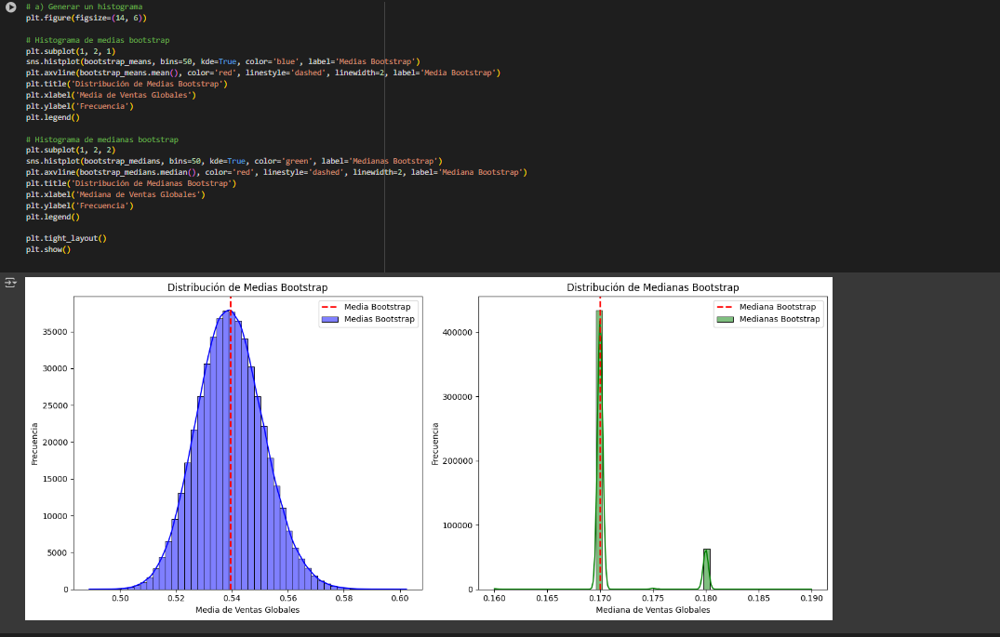 # a) Generar un histograma
plt.figure(figsize=(14, 6))
# Histograma de medias bootstrap
plt.subplot(1, 2, 1)
sns.histplot(bootstrap_means, bins=50, kde=True, color='blue', label='Medias Bootstrap')
plt.axvline(bootstrap_means.mean(), color='red', linestyle='dashed', linewidth=2, label='Media Bootstrap')
plt.title('Distribución de Medias Bootstrap')
plt.xlabel('Media de Ventas Globales')
plt.ylabel('Frecuencia')
plt.legend()
# Histograma de medianas bootstrap
plt.subplot(1, 2, 2)
sns.histplot(bootstrap_medians, bins=50, kde=True, color='green', label='Medianas Bootstrap')
plt.axvline(bootstrap_medians.median(), color='red', linestyle='dashed', linewidth=2, label='Mediana Bootstrap')
plt.title('Distribución de Medianas Bootstrap')
plt.xlabel('Mediana de Ventas Globales')
plt.ylabel('Frecuencia')
plt.legend()
plt.tight_layout()
plt.show()
Distribución de Medias Bootstrap
Media Bootstrap
Medias Bootstrap
35000
30000
25000
20000
15000
10000
5000
0
Frecuencia
0.50 0.52 0.54 0.56 0.58 0.60
Media de Ventas Globales
Distribución de Medianas Bootstrap
Mediana Bootstrap
Medianas Bootstrap
400000
300000
200000
100000
0
Frecuencia
0.160 0.165 0.170 0.175 0.180 0.185 0.190
Mediana de Ventas Globales